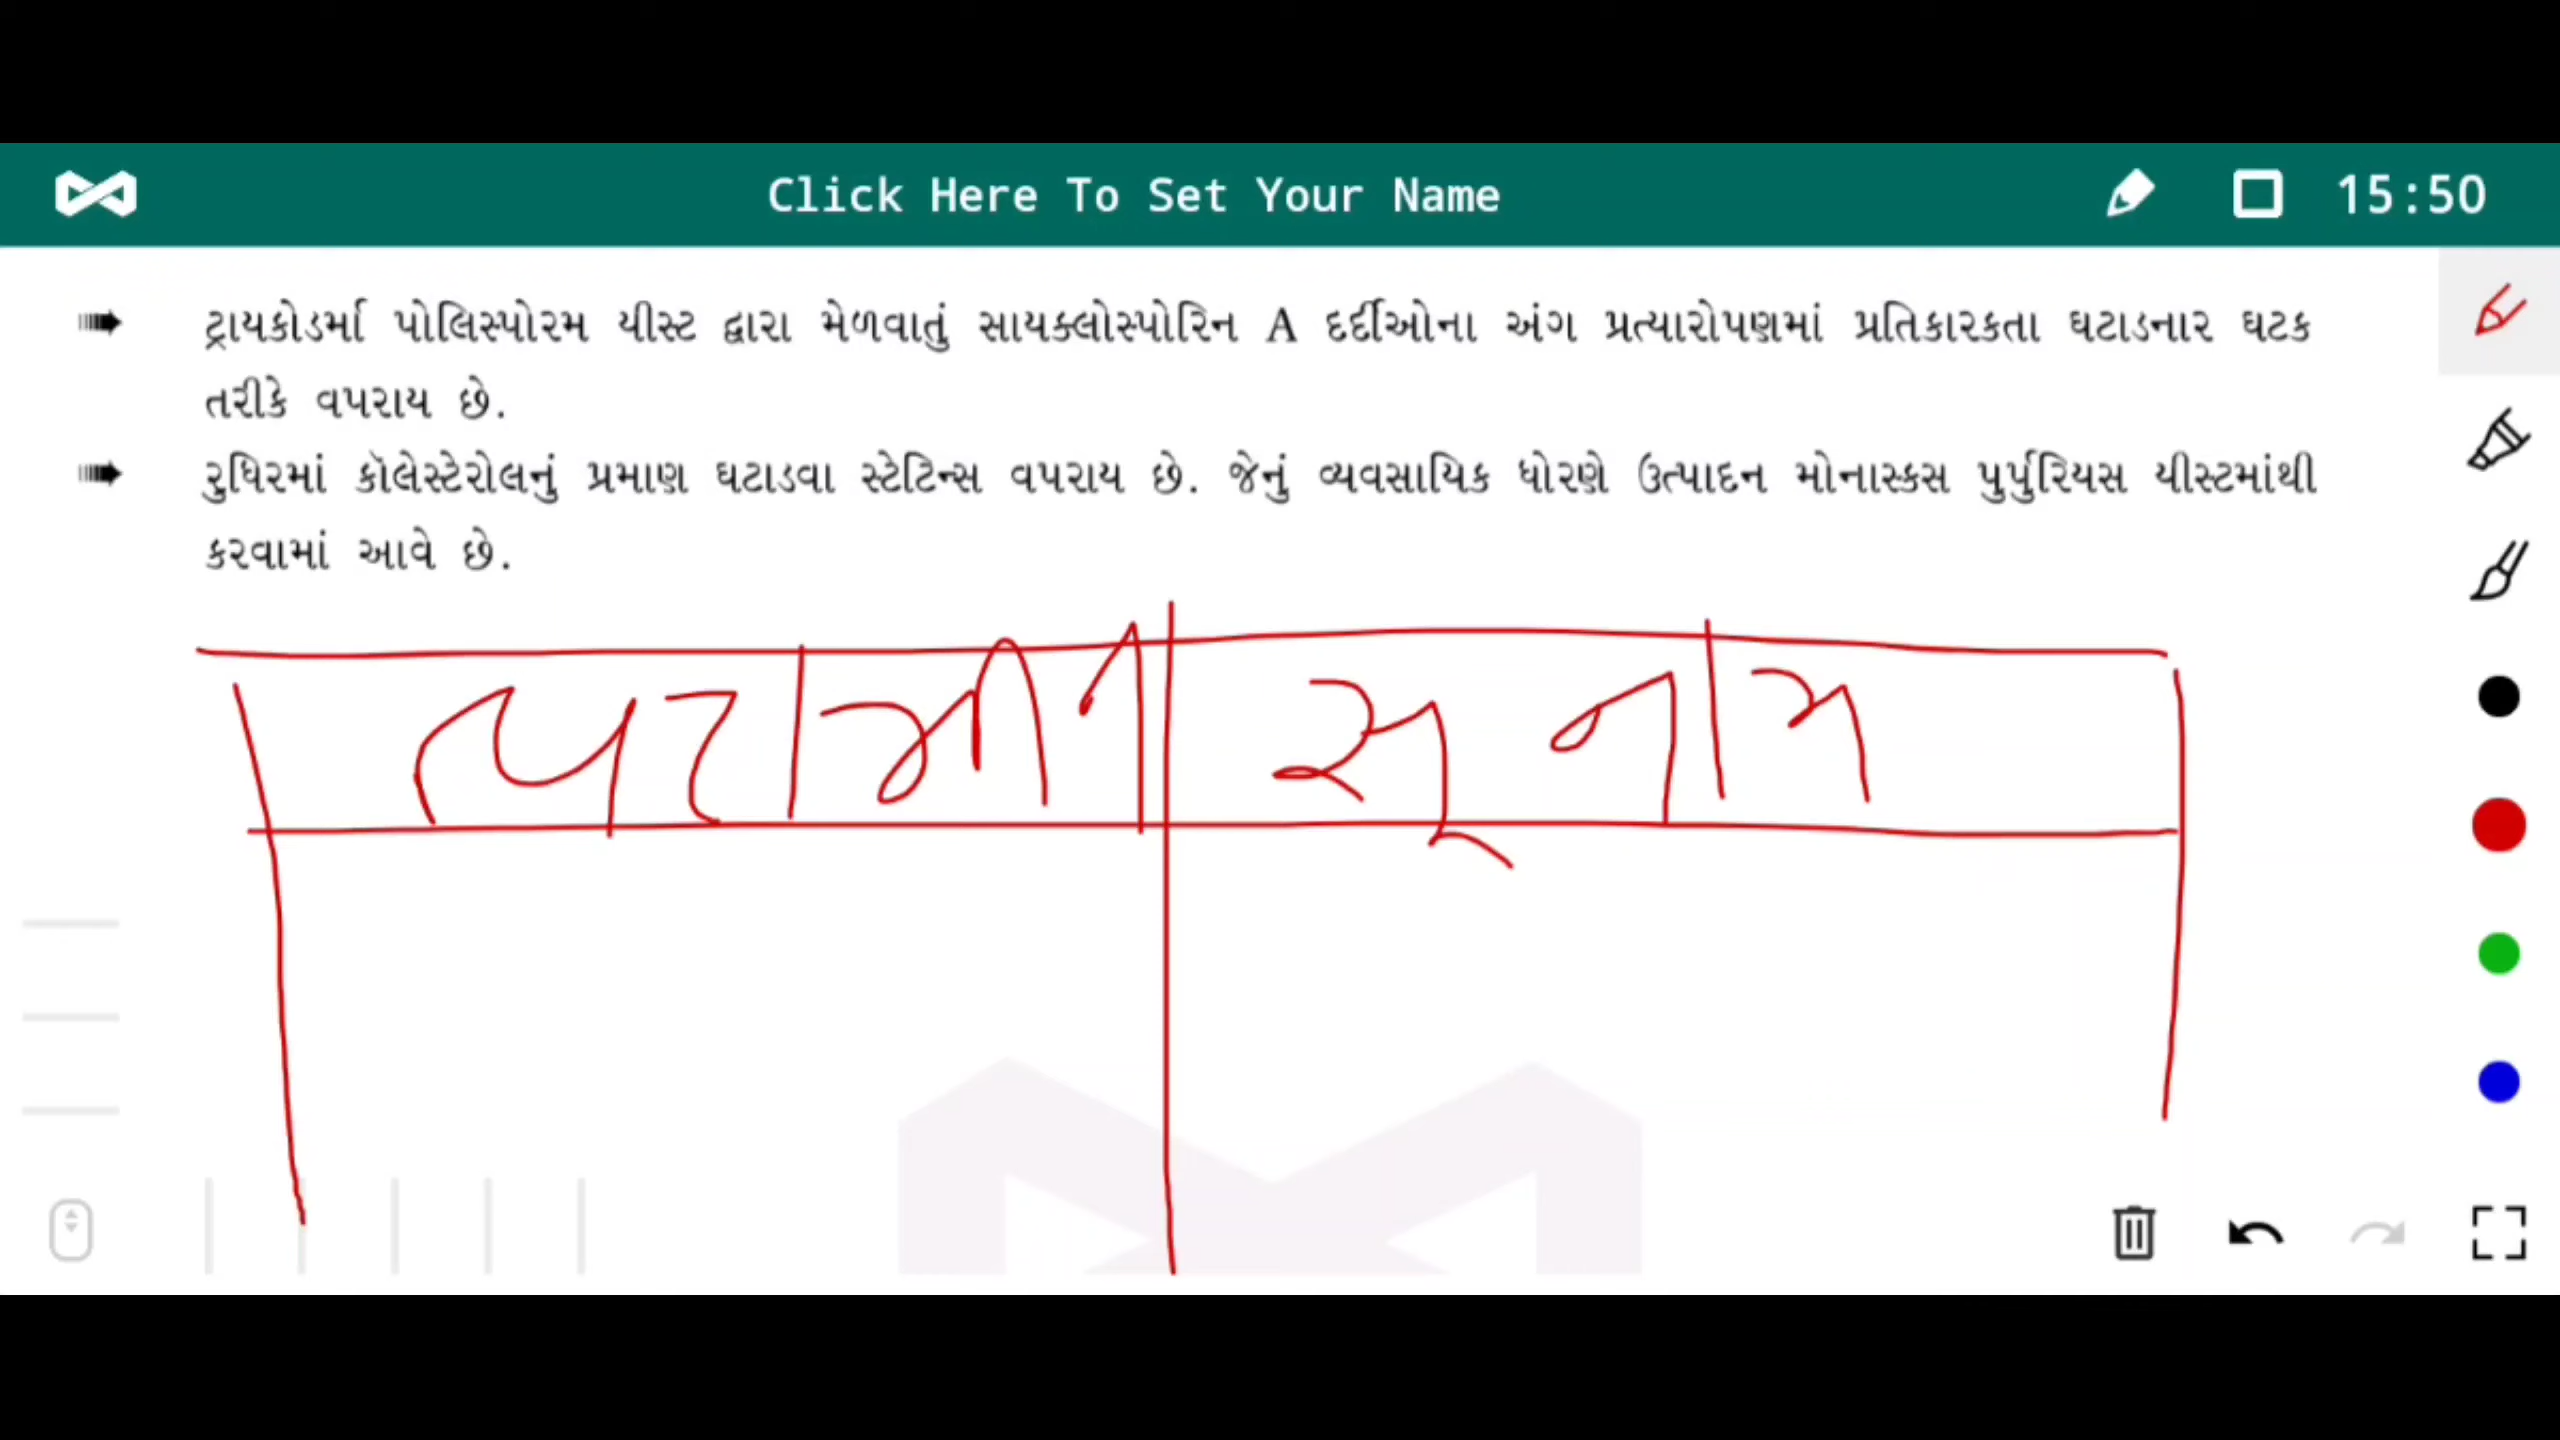 Click Here To Set Your Name 15:50
ટ્રાયકોડર્મા પોલિસ્પોરમ યીસ્ટ દ્વારા મેળવાતું સાયક્લોસ્પોરિન A દર્દીઓના અંગ પ્રત્યારોપણમાં પ્રતિકારકતા ઘટાડનાર ઘટક
તરીકે વપરાય છે.
રુધિરમાં કૉલેસ્ટેરોલનું પ્રમાણ ઘટાડવા સ્ટેટિન્સ વપરાય છે. જેનું વ્યવસાયિક ધોરણે ઉત્પાદન મોનાસ્કસ પુર્પુરિયસ યીસ્ટમાંથી
કરવામાં આવે છે.
સૂ નામ